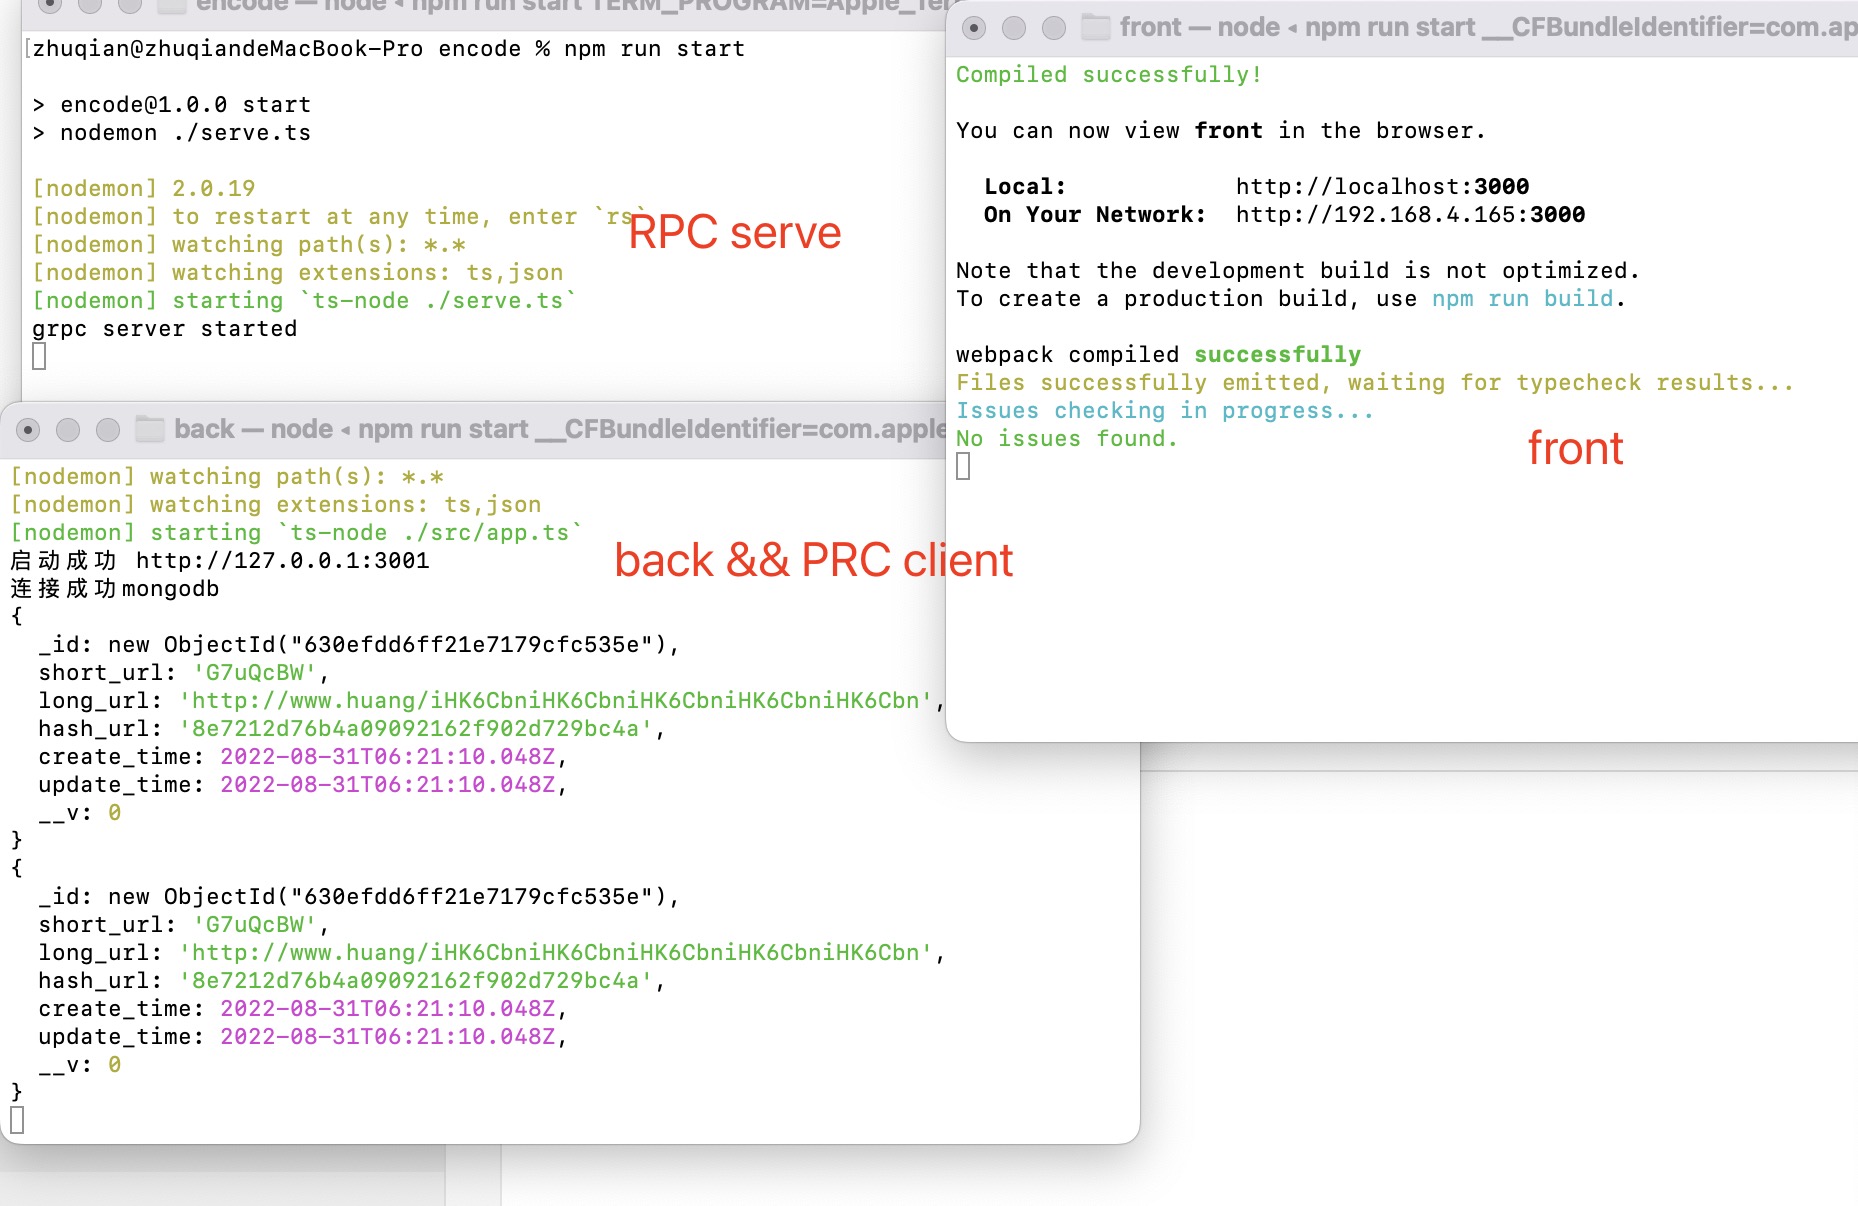 encode — node ◂ npm run start TERM_PROGRAM=Apple_Ter
zhuqian@zhuqiandeMacBook-Pro encode % npm run start
> encode@1.0.0 start
> nodemon ./serve.ts
[nodemon] 2.0.19
[nodemon] to restart at any time, enter `rs`
[nodemon] watching path(s): *.*
[nodemon] watching extensions: ts,json
[nodemon] starting `ts-node ./serve.ts`
grpc server started
RPC serve
front — node ◂ npm run start __CFBundleIdentifier=com.ap
Compiled successfully!
You can now view front in the browser.
Local: http://localhost:3000
On Your Network: http://192.168.4.165:3000
Note that the development build is not optimized.
To create a production build, use npm run build.
webpack compiled successfully
Files successfully emitted, waiting for typecheck results...
Issues checking in progress...
No issues found.
front
back — node ◂ npm run start __CFBundleIdentifier=com.apple
[nodemon] watching path(s): *.*
[nodemon] watching extensions: ts,json
[nodemon] starting `ts-node ./src/app.ts`
启动成功 http://127.0.0.1:3001
连接成功mongodb
back && PRC client
{
_id: new ObjectId("630efdd6ff21e7179cfc535e"),
short_url: 'G7uQcBW',
long_url: 'http://www.huang/iHK6CbniHK6CbniHK6CbniHK6CbniHK6Cbn',
hash_url: '8e7212d76b4a09092162f902d729bc4a',
create_time: 2022-08-31T06:21:10.048Z,
update_time: 2022-08-31T06:21:10.048Z,
__v: 0
}
{
_id: new ObjectId("630efdd6ff21e7179cfc535e"),
short_url: 'G7uQcBW',
long_url: 'http://www.huang/iHK6CbniHK6CbniHK6CbniHK6CbniHK6Cbn',
hash_url: '8e7212d76b4a09092162f902d729bc4a',
create_time: 2022-08-31T06:21:10.048Z,
update_time: 2022-08-31T06:21:10.048Z,
__v: 0
}